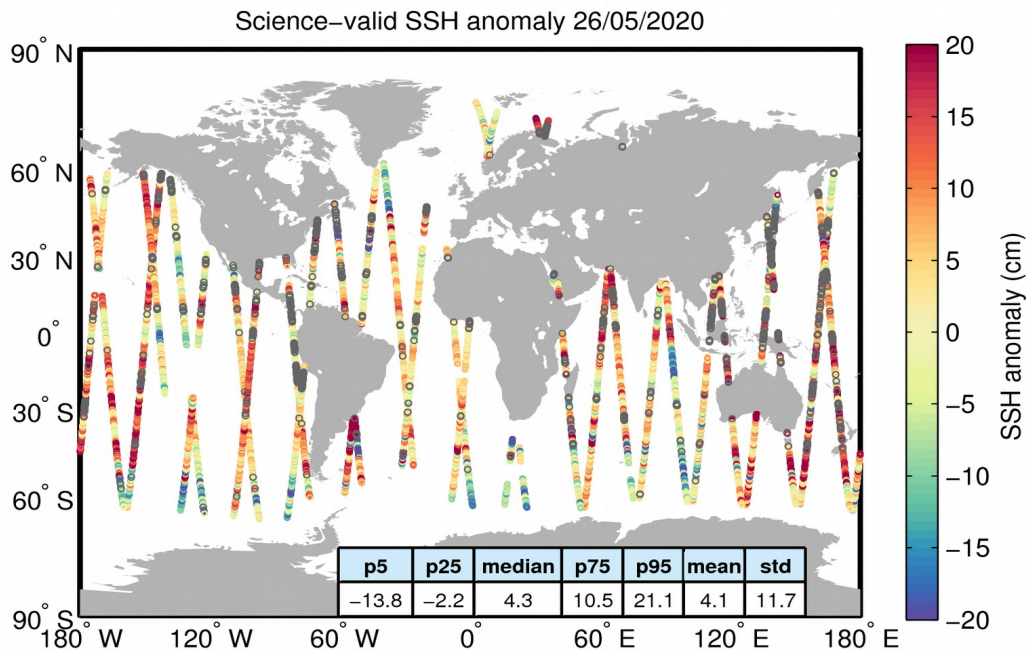 Science−valid SSH anomaly 26/05/2020
90° N
60° N
30° N
0°
30° S
60° S
90° S
180° W
120° W
60° W
0°
60° E
120° E
180° E
p5 p25 median p75 p95 mean std
−13.8 −2.2 4.3 10.5 21.1 4.1 11.7
20
15
10
5
0
−5
−10
−15
−20
SSH anomaly (cm)